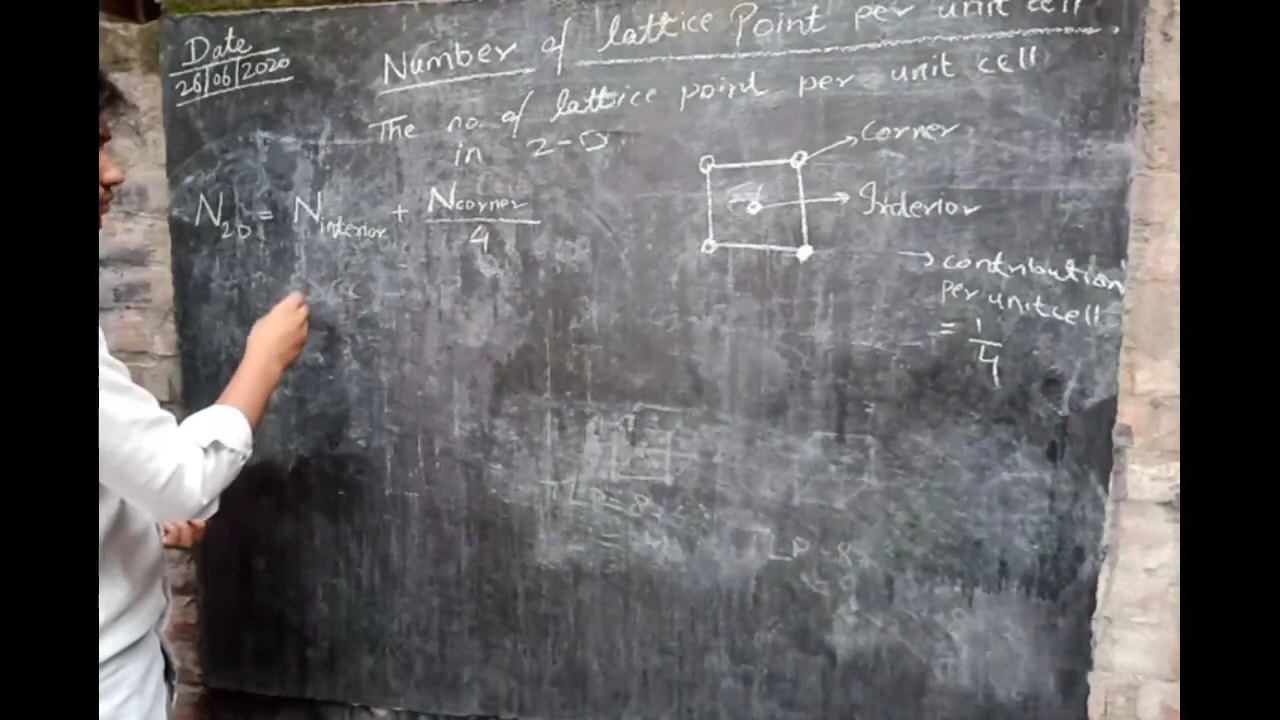 Date
26/06/2020
Number of lattice Point per unit cell.
The no. of lattice point per unit cell
in 2-D
Corner
N2D = Ninterior + Ncorner/4
Interior
→ contribution
per unit cell
= 1/4